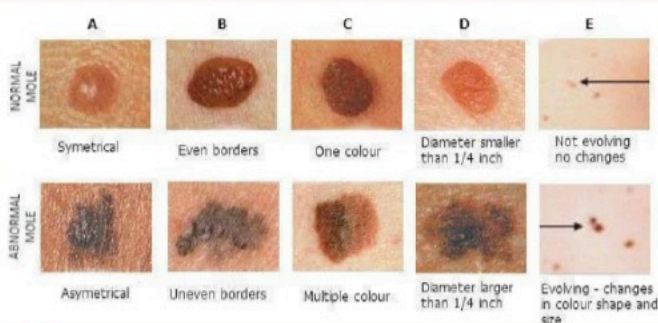 A B C D E
NORMAL
MOLE
Symetrical
Even borders
One colour
Diameter smaller
than 1/4 inch
Not evolving
no changes
ABNORMAL
MOLE
Asymetrical
Uneven borders
Multiple colour
Diameter larger
than 1/4 inch
Evolving - changes
in colour shape and
size